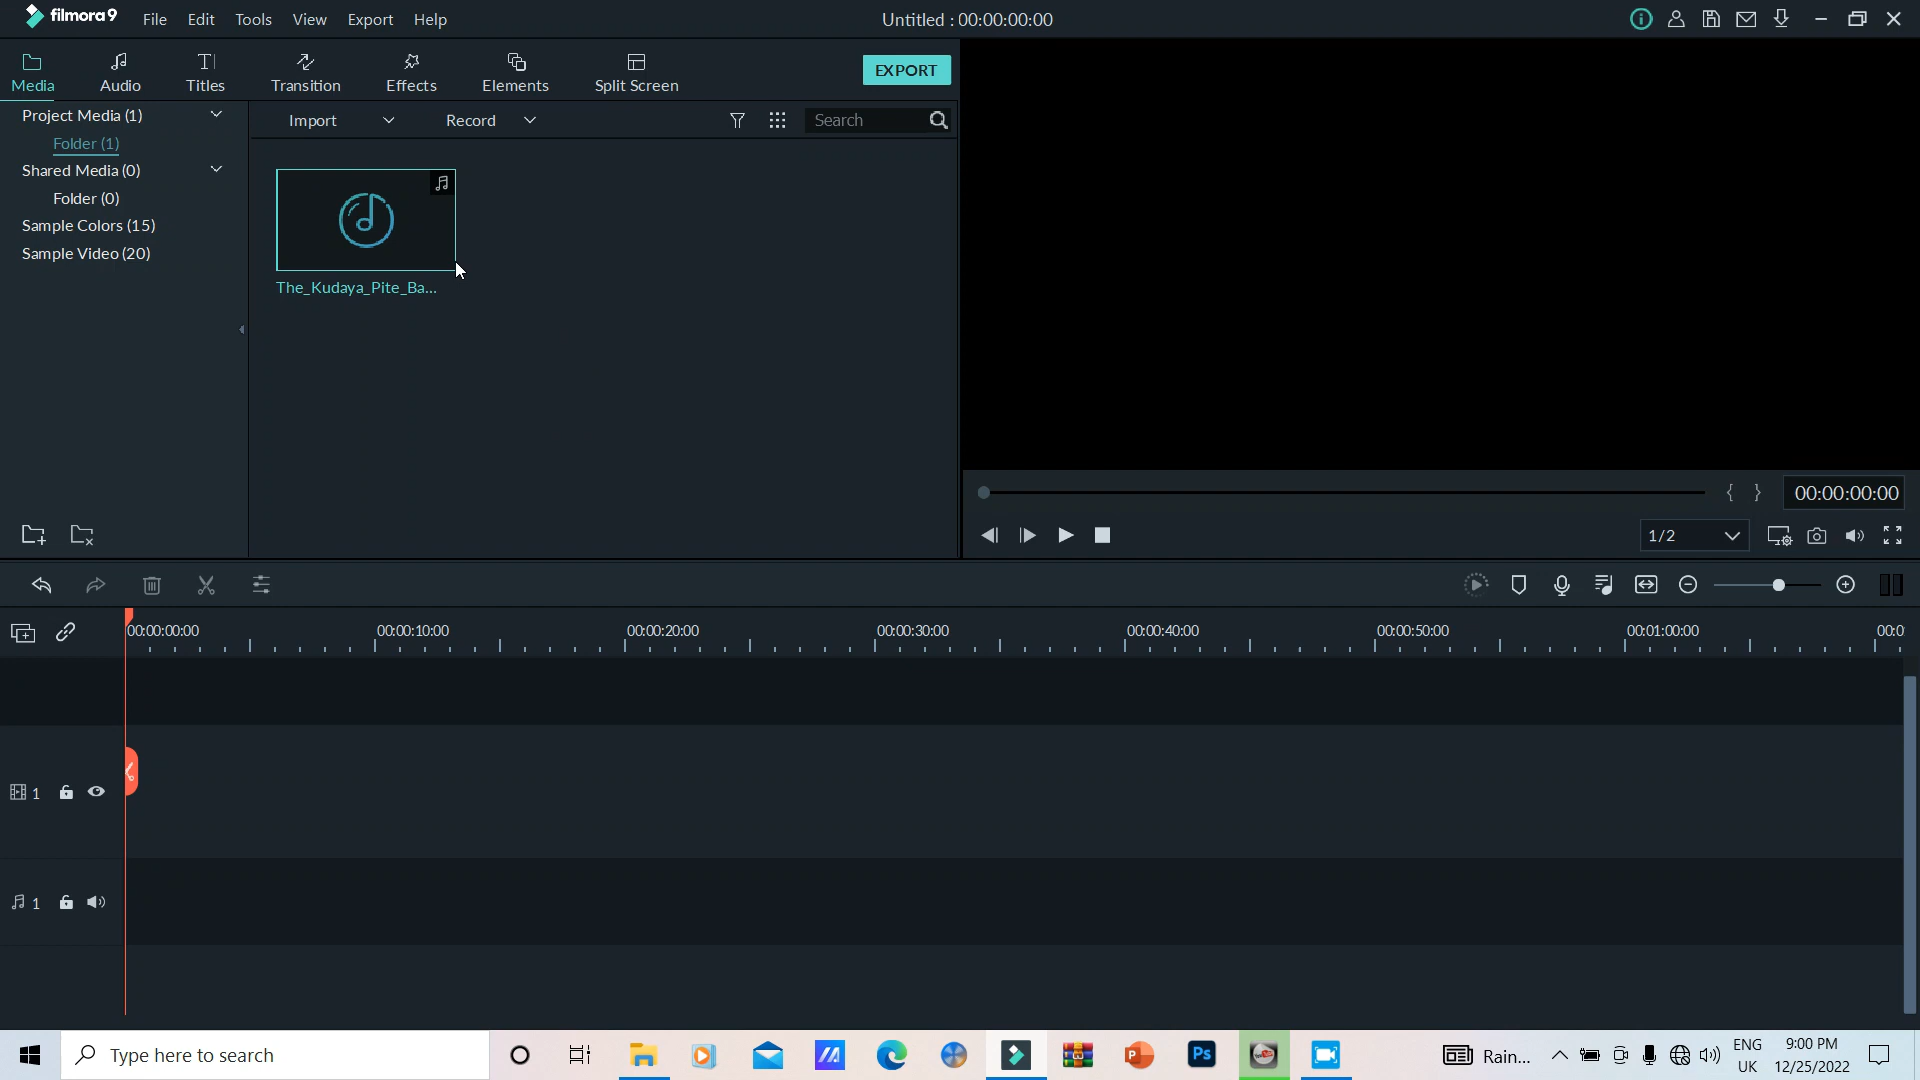 filmora9 File Edit Tools View Export Help Untitled : 00:00:00:00
Media Audio Titles Transition Effects Elements Split Screen EXPORT
Project Media (1) Import Record Search
Folder (1)
Shared Media (0)
Folder (0)
Sample Colors (15)
Sample Video (20)
The_Kudaya_Pite_Ba...
{ } 00:00:00:00
1/2
00:00:00:00 00:00:10:00 00:00:20:00 00:00:30:00 00:00:40:00 00:00:50:00 00:01:00:00 00:0
1
1
Type here to search Ps Rain... ENG 9:00 PM
UK 12/25/2022